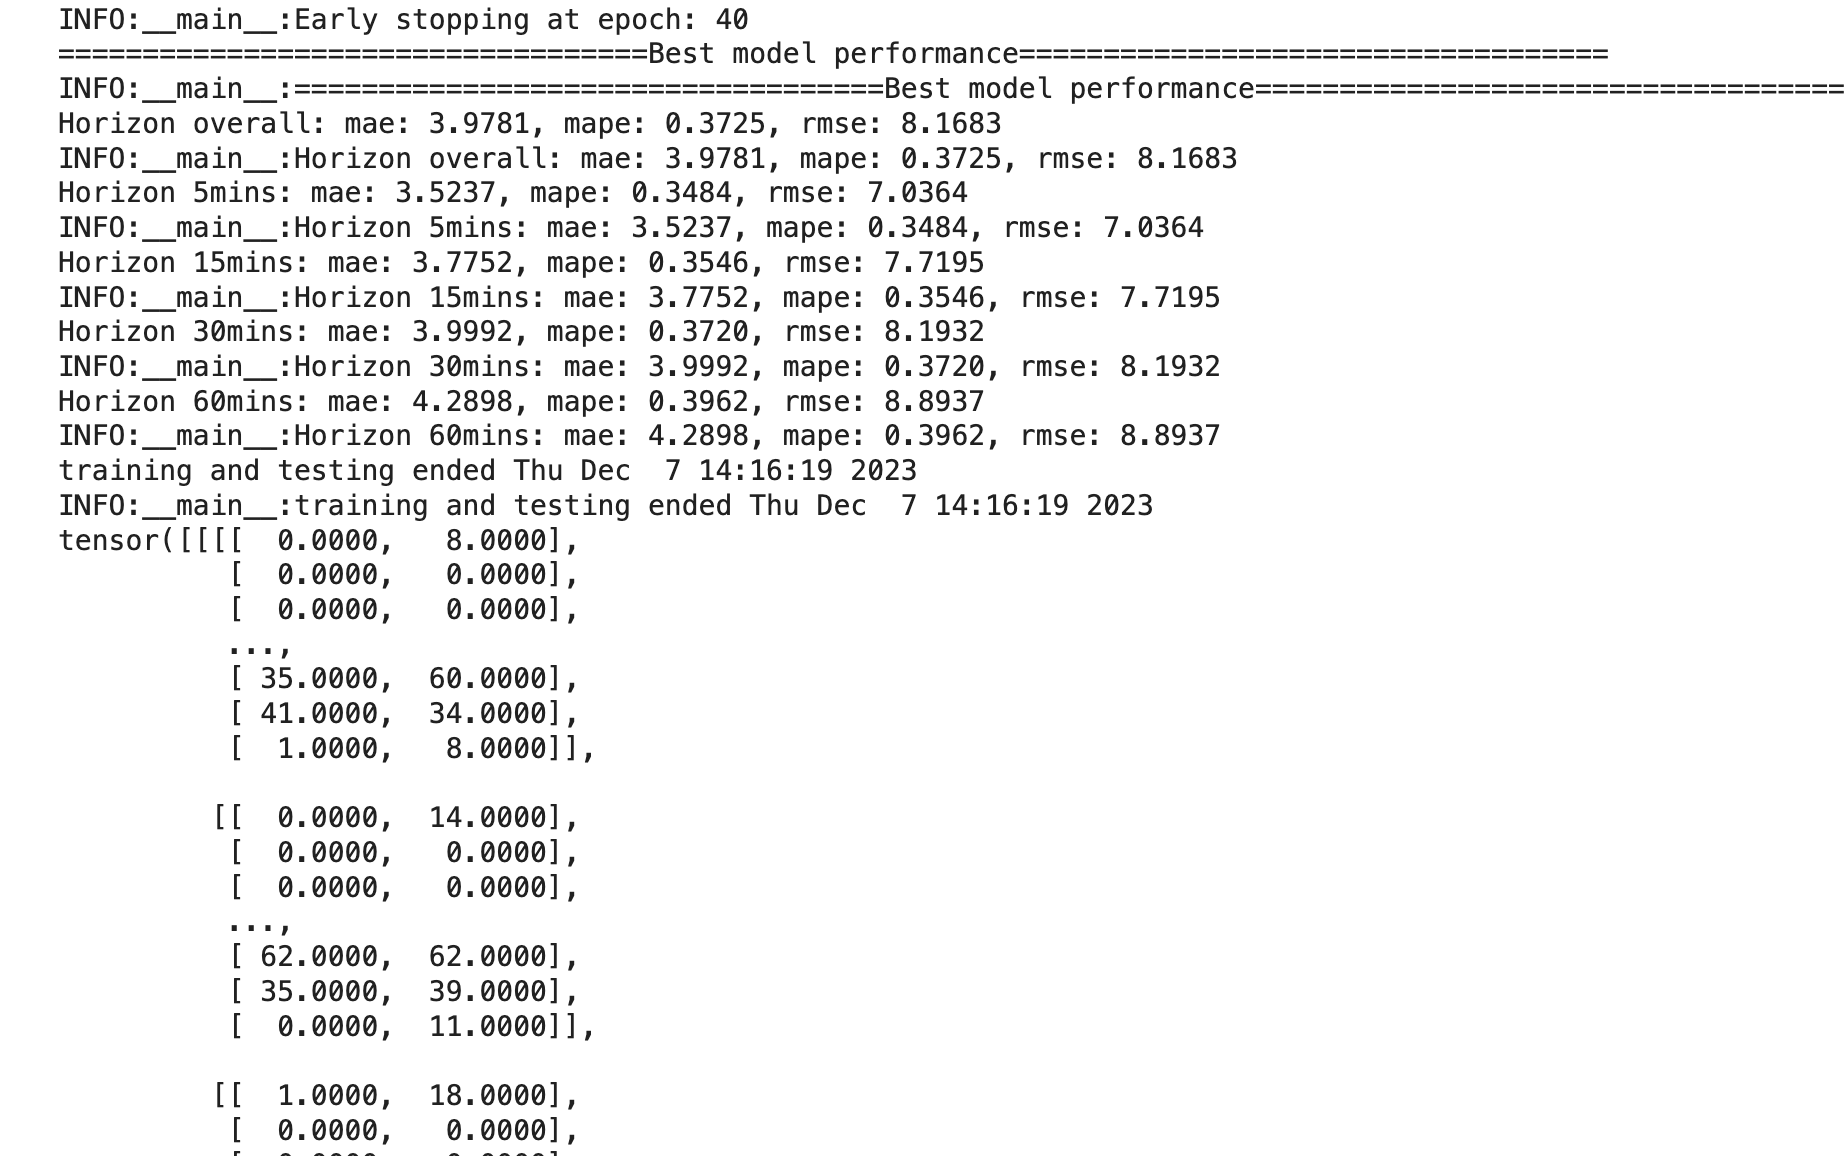 INFO:__main__:Early stopping at epoch: 40
===================================Best model performance===================================
INFO:__main__:===================================Best model performance===================================
Horizon overall: mae: 3.9781, mape: 0.3725, rmse: 8.1683
INFO:__main__:Horizon overall: mae: 3.9781, mape: 0.3725, rmse: 8.1683
Horizon 5mins: mae: 3.5237, mape: 0.3484, rmse: 7.0364
INFO:__main__:Horizon 5mins: mae: 3.5237, mape: 0.3484, rmse: 7.0364
Horizon 15mins: mae: 3.7752, mape: 0.3546, rmse: 7.7195
INFO:__main__:Horizon 15mins: mae: 3.7752, mape: 0.3546, rmse: 7.7195
Horizon 30mins: mae: 3.9992, mape: 0.3720, rmse: 8.1932
INFO:__main__:Horizon 30mins: mae: 3.9992, mape: 0.3720, rmse: 8.1932
Horizon 60mins: mae: 4.2898, mape: 0.3962, rmse: 8.8937
INFO:__main__:Horizon 60mins: mae: 4.2898, mape: 0.3962, rmse: 8.8937
training and testing ended Thu Dec  7 14:16:19 2023
INFO:__main__:training and testing ended Thu Dec  7 14:16:19 2023
tensor([[[[  0.0000,   8.0000],
          [  0.0000,   0.0000],
          [  0.0000,   0.0000],
          ...,
          [ 35.0000,  60.0000],
          [ 41.0000,  34.0000],
          [  1.0000,   8.0000]],

         [[  0.0000,  14.0000],
          [  0.0000,   0.0000],
          [  0.0000,   0.0000],
          ...,
          [ 62.0000,  62.0000],
          [ 35.0000,  39.0000],
          [  0.0000,  11.0000]],

         [[  1.0000,  18.0000],
          [  0.0000,   0.0000],